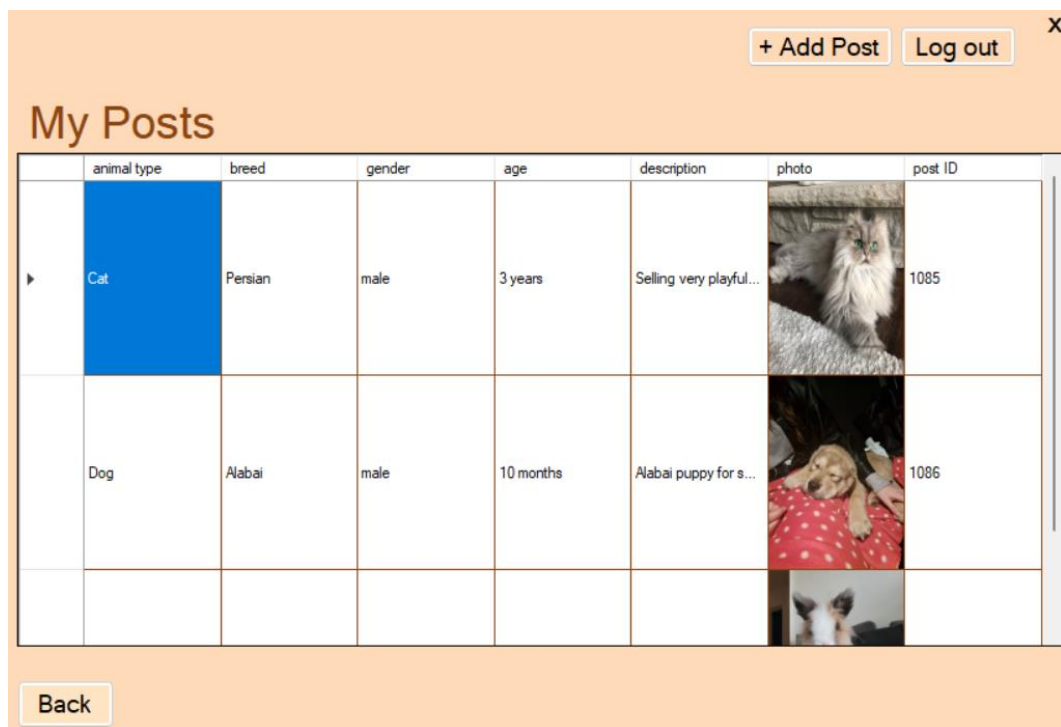 X
+ Add Post Log out
My Posts
animal type breed gender age description photo post ID
Cat Persian male 3 years Selling very playful... 1085
Dog Alabai male 10 months Alabai puppy for s... 1086
Back